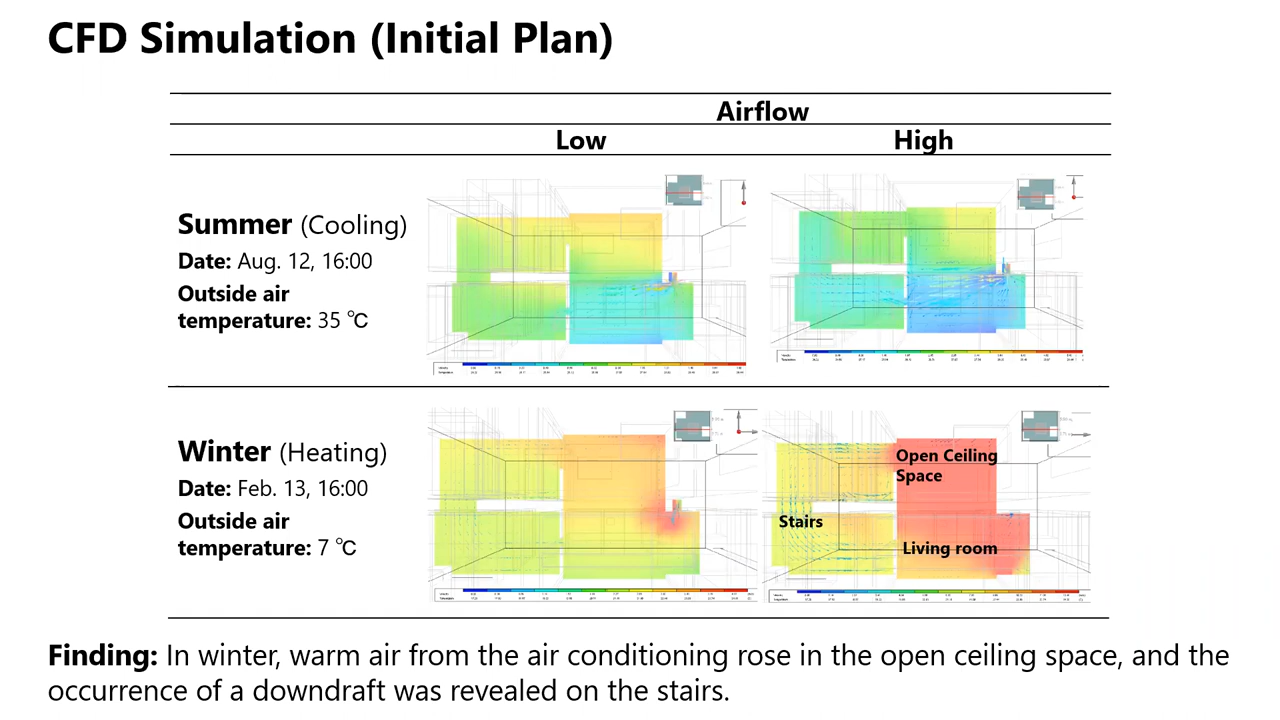 CFD Simulation (Initial Plan)
Airflow
Low High
Summer (Cooling)
Date: Aug. 12, 16:00
Outside air
temperature: 35 ℃
Winter (Heating)
Date: Feb. 13, 16:00
Outside air
temperature: 7 ℃
Open Ceiling
Space
Stairs
Living room
Finding: In winter, warm air from the air conditioning rose in the open ceiling space, and the
occurrence of a downdraft was revealed on the stairs.